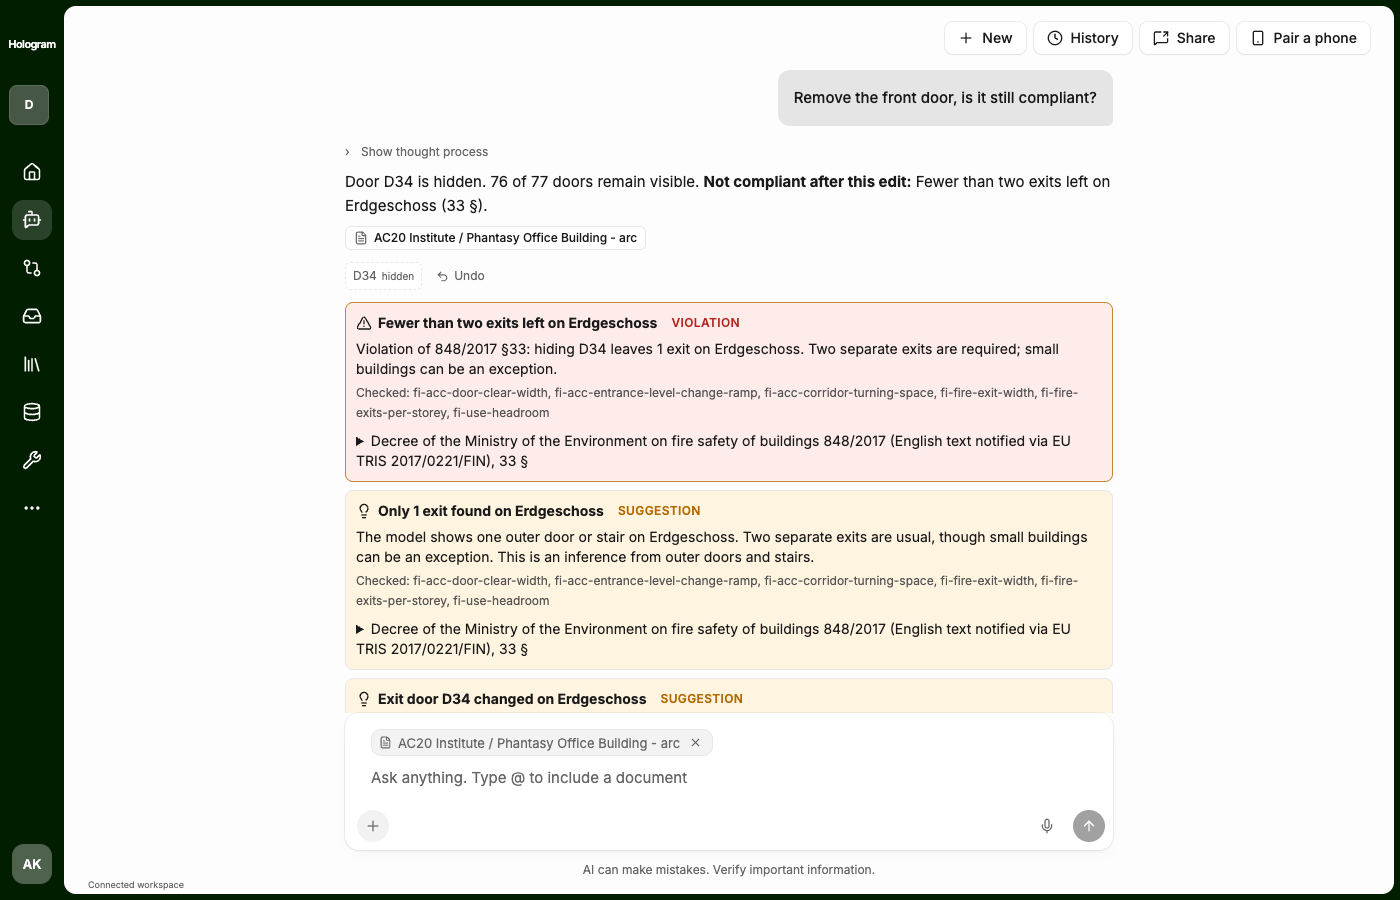 Hologram
New
History
Share
Pair a phone
D
Remove the front door, is it still compliant?
Show thought process
Door D34 is hidden. 76 of 77 doors remain visible. Not compliant after this edit: Fewer than two exits left on
Erdgeschoss (33 §).
AC20 Institute / Phantasy Office Building - arc
D34 hidden
Undo
Fewer than two exits left on Erdgeschoss VIOLATION
Violation of 848/2017 §33: hiding D34 leaves 1 exit on Erdgeschoss. Two separate exits are required; small
buildings can be an exception.
Checked: fi-acc-door-clear-width, fi-acc-entrance-level-change-ramp, fi-acc-corridor-turning-space, fi-fire-exit-width, fi-fire-
exits-per-storey, fi-use-headroom
Decree of the Ministry of the Environment on fire safety of buildings 848/2017 (English text notified via EU
TRIS 2017/0221/FIN), 33 §
Only 1 exit found on Erdgeschoss SUGGESTION
The model shows one outer door or stair on Erdgeschoss. Two separate exits are usual, though small buildings
can be an exception. This is an inference from outer doors and stairs.
Checked: fi-acc-door-clear-width, fi-acc-entrance-level-change-ramp, fi-acc-corridor-turning-space, fi-fire-exit-width, fi-fire-
exits-per-storey, fi-use-headroom
Decree of the Ministry of the Environment on fire safety of buildings 848/2017 (English text notified via EU
TRIS 2017/0221/FIN), 33 §
Exit door D34 changed on Erdgeschoss SUGGESTION
AC20 Institute / Phantasy Office Building - arc
Ask anything. Type @ to include a document
AK
AI can make mistakes. Verify important information.
Connected workspace